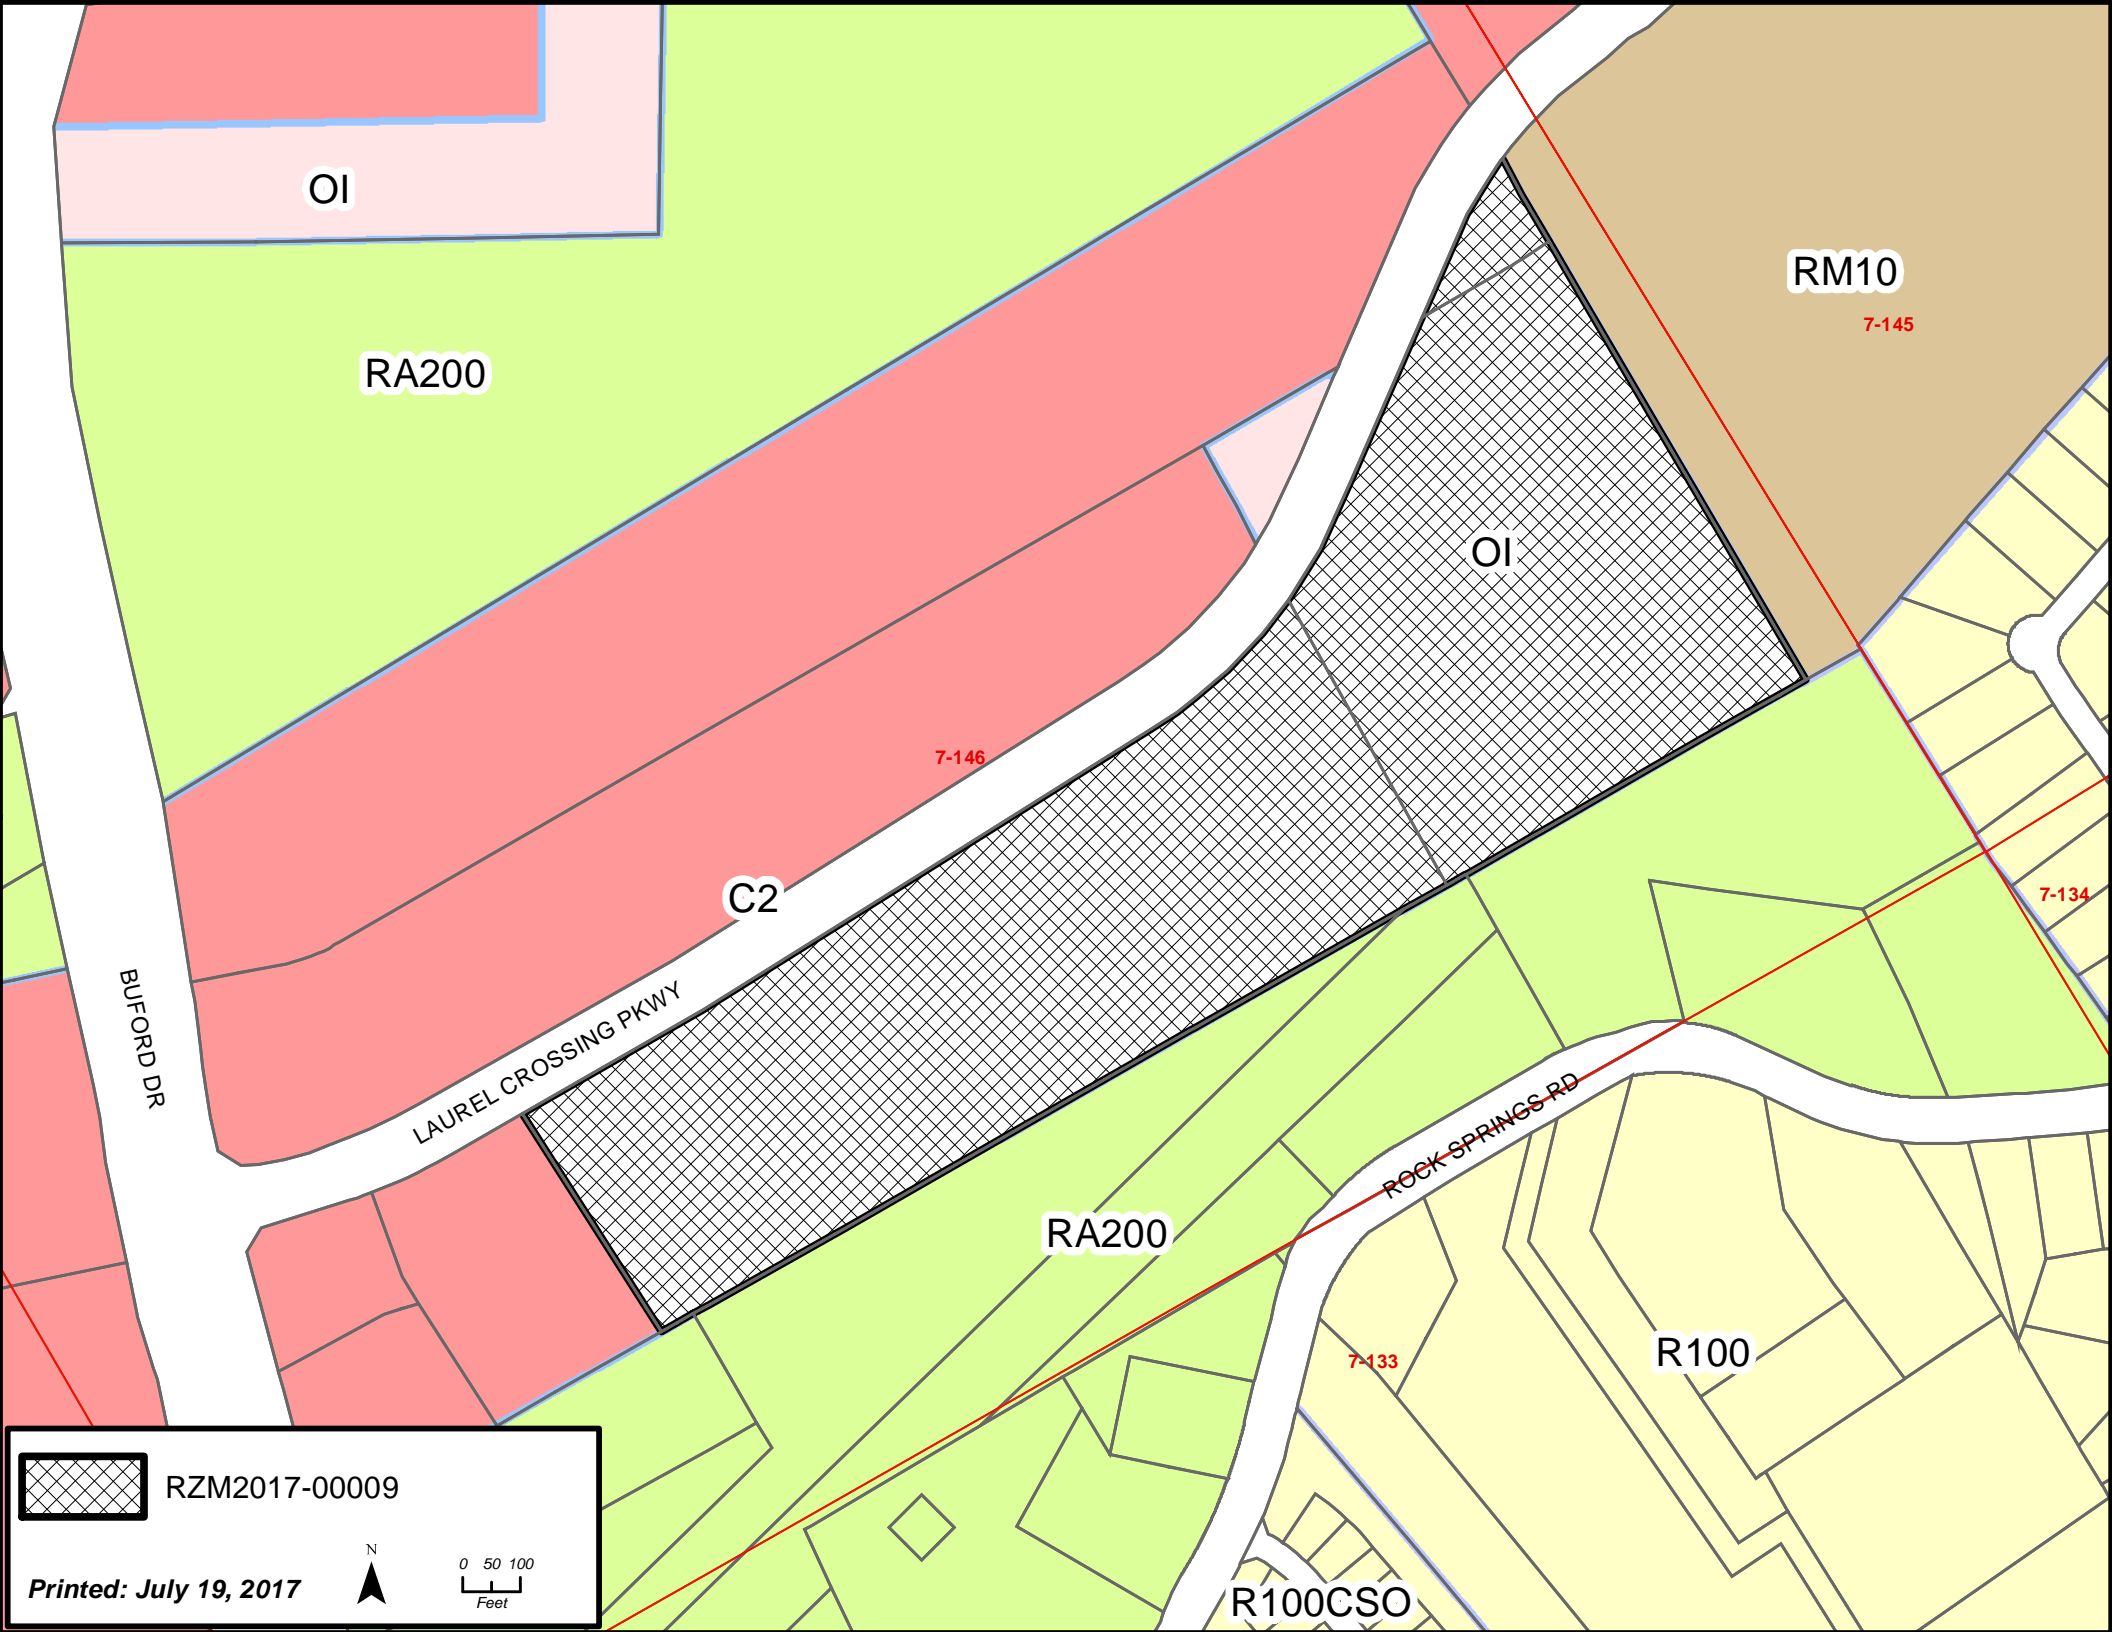 OI
RM10
7-145
RA200
OI
7-146
C2
7-134
BUFORD DR
LAUREL CROSSING PKWY
ROCK SPRINGS RD
RA200
R100
7-133
RZM2017-00009
N
0 50 100
Feet
Printed: July 19, 2017
R100CSO